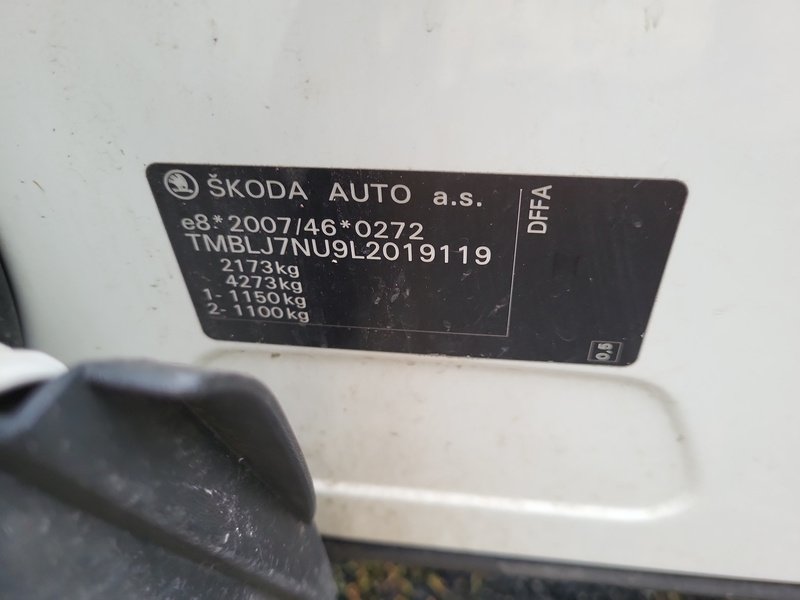 ŠKODA AUTO a.s.
e8*2007/46*0272
TMBLJ7NU9L2019119
2173kg
4273kg
1- 1150kg
2- 1100kg
DFFA
0.5